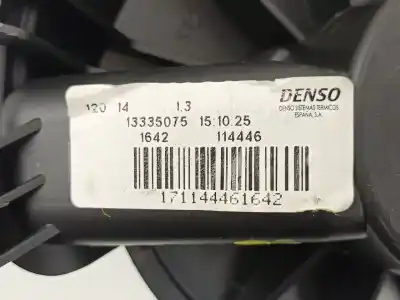 120 14 1.3
DENSO
DENSO SISTEMAS TERMICOS
ESPAÑA, S.A.
13335075 15:10.25
1642 114446
171144461642